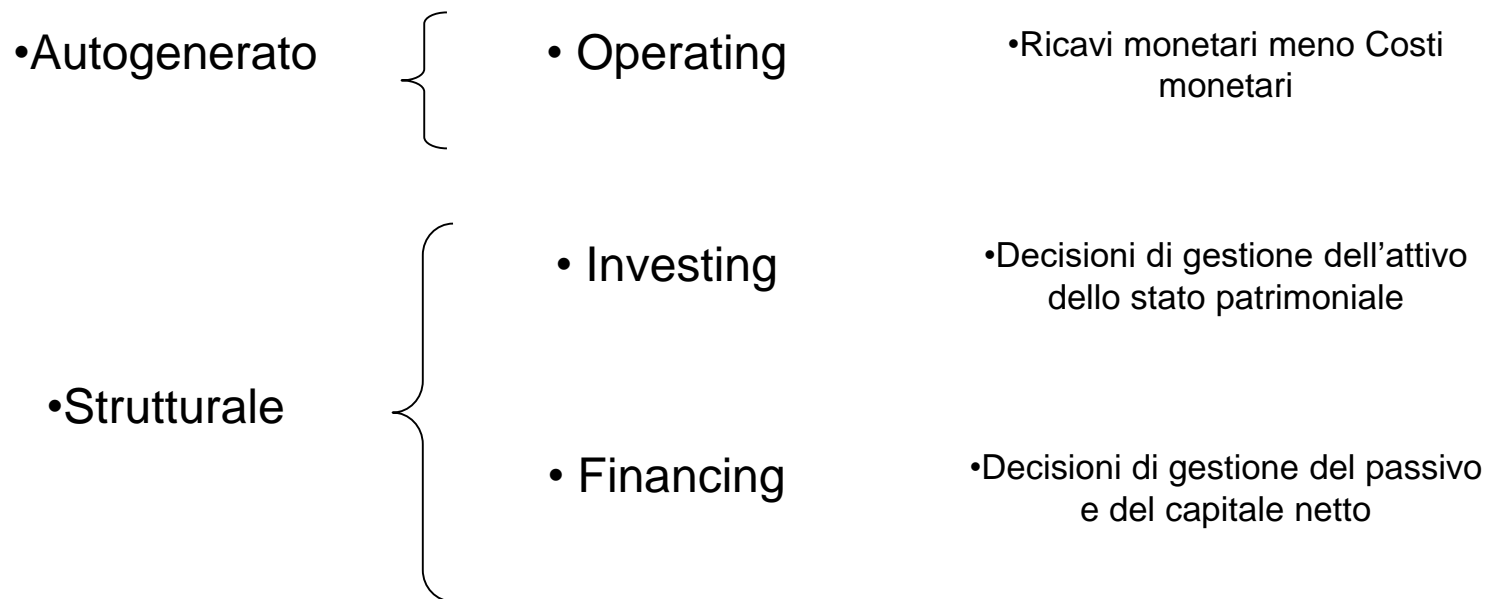 •Autogenerato
• Operating
•Ricavi monetari meno Costi
monetari
•Strutturale
• Investing
•Decisioni di gestione dell’attivo
dello stato patrimoniale
• Financing
•Decisioni di gestione del passivo
e del capitale netto